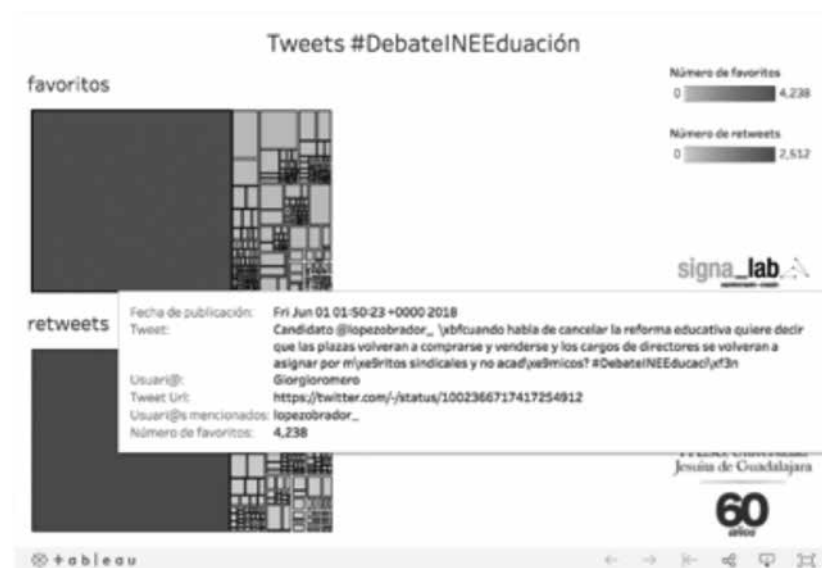 Tweets #DebateINEEduación
favoritos
Número de favoritos
0 4,238
Número de retweets
0 2,512
signa_lab
Fecha de publicación: Fri Jun 01 01:50:23 +0000 2018
Tweet: Candidato @lopezobrador_ \xbfcuando habla de cancelar la reforma educativa quiere decir
que las plazas volveran a comprarse y venderse y los cargos de directores se volveran a
asignar por m\xe9ritos sindicales y no acad\xe9micos? #DebateINEEducaci\xf3n
Usuari@: Giorgioromero
Tweet Url: https://twitter.com/-/status/1002366717417254912
Usuari@s mencionados: lopezobrador_
Número de favoritos: 4,238
retweets
Jesuita de Guadalajara
60
años
+ableau